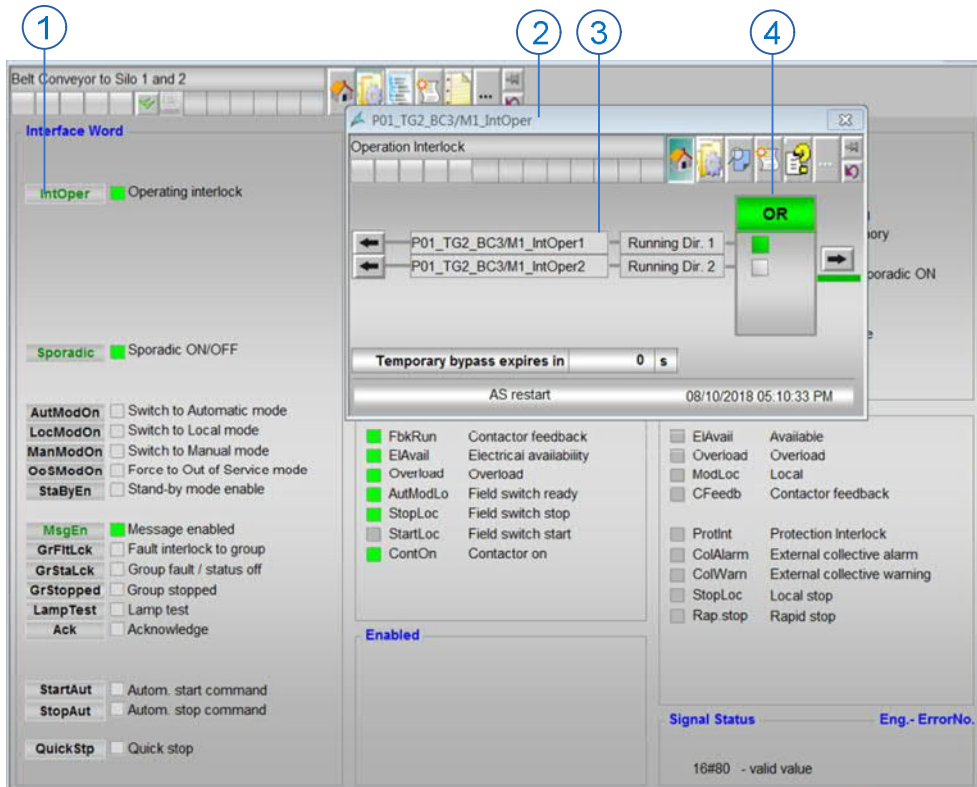 1
2
3
4
Belt Conveyor to Silo 1 and 2
...
Interface Word
IntOper Operating interlock
Sporadic Sporadic ON/OFF
AutModOn Switch to Automatic mode
LocModOn Switch to Local mode
ManModOn Switch to Manual mode
OoSModOn Force to Out of Service mode
StaByEn Stand-by mode enable
MsgEn Message enabled
GrFltLck Fault interlock to group
GrStaLck Group fault / status off
GrStopped Group stopped
LampTest Lamp test
Ack Acknowledge
StartAut Autom. start command
StopAut Autom. stop command
QuickStp Quick stop
P01_TG2_BC3/M1_IntOper
Operation Interlock
...
OR
P01_TG2_BC3/M1_IntOper1 Running Dir. 1
P01_TG2_BC3/M1_IntOper2 Running Dir. 2
Temporary bypass expires in 0 s
AS restart 08/10/2018 05:10:33 PM
ory
poradic ON
e
FbkRun Contactor feedback
ElAvail Electrical availability
Overload Overload
AutModLo Field switch ready
StopLoc Field switch stop
StartLoc Field switch start
ContOn Contactor on
Enabled
ElAvail Available
Overload Overload
ModLoc Local
CFeedb Contactor feedback
ProtInt Protection Interlock
ColAlarm External collective alarm
ColWarn External collective warning
StopLoc Local stop
Rap.stop Rapid stop
Signal Status Eng.- ErrorNo.
16#80 - valid value